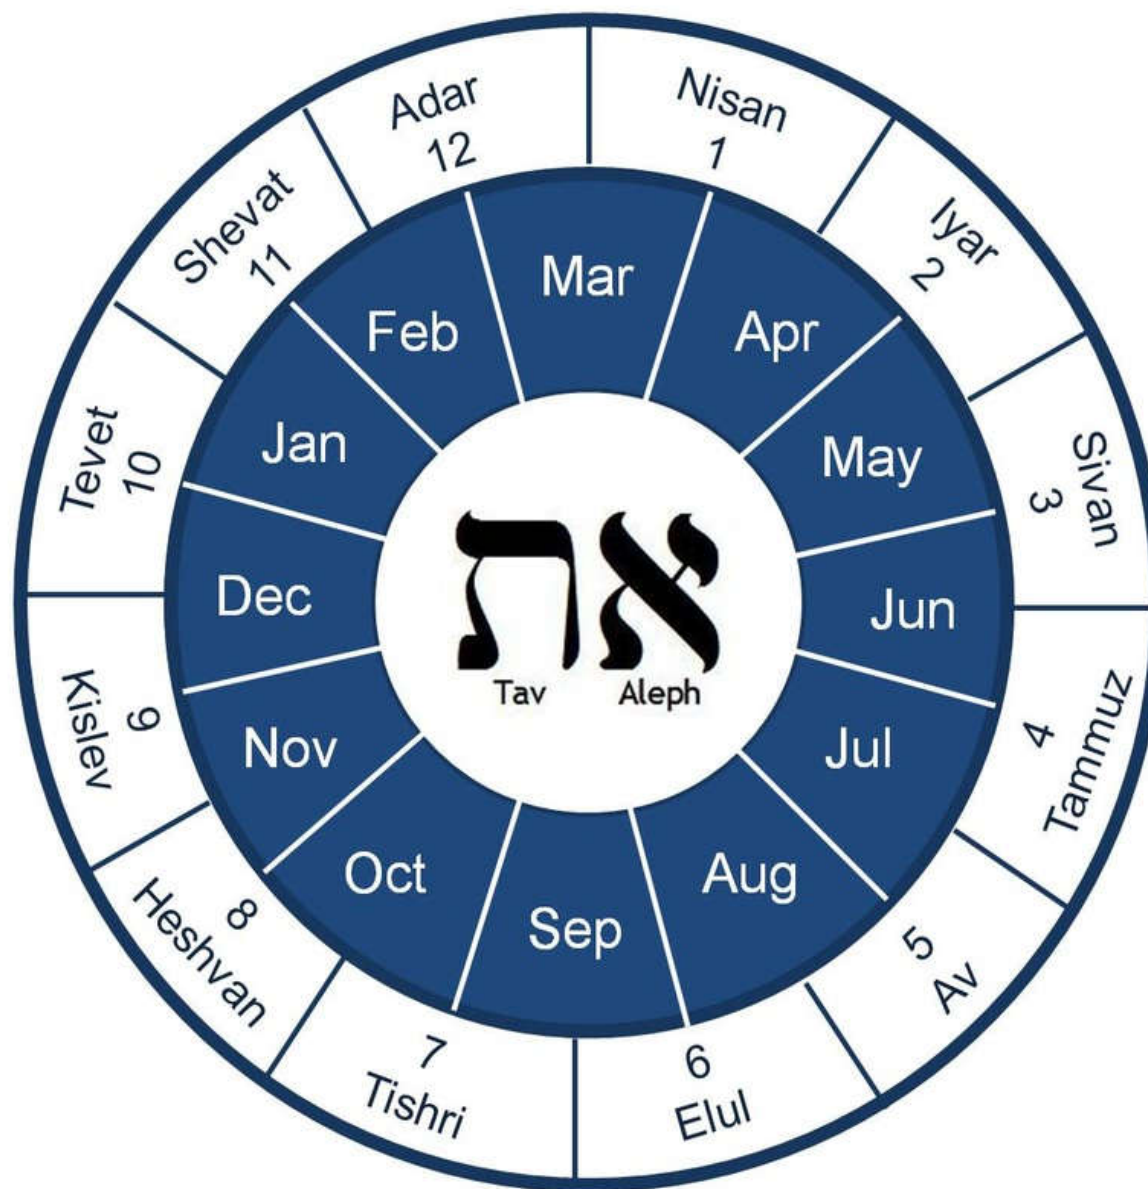 Nisan
1
Iyar
2
Sivan
3
4
Tammuz
5
Av
6
Elul
7
Tishri
8
Heshvan
9
Kislev
Tevet
10
Shevat
11
Adar
12
Mar
Apr
May
Jun
Jul
Aug
Sep
Oct
Nov
Dec
Jan
Feb
את
Tav Aleph